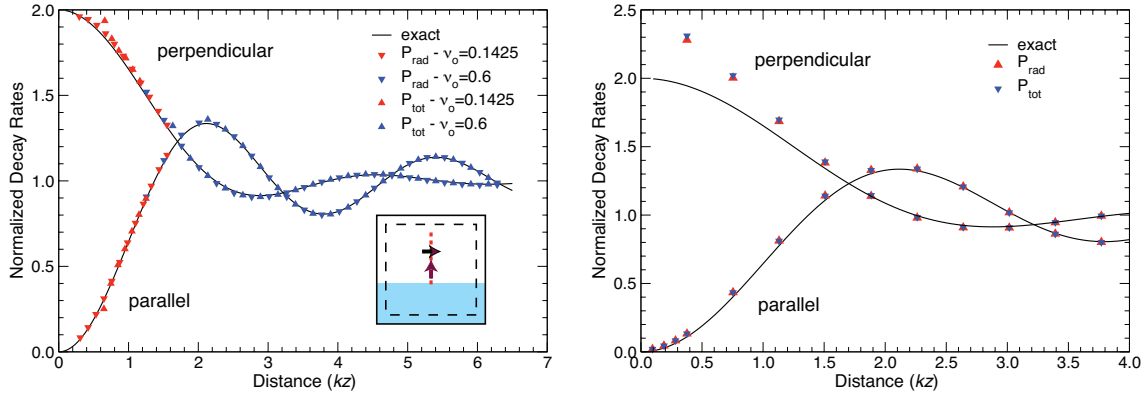 2.0
1.5
1.0
0.5
0.0
Normalized Decay Rates
perpendicular
parallel
exact
P_rad - ν_o=0.1425
P_rad - ν_o=0.6
P_tot - ν_o=0.1425
P_tot - ν_o=0.6
0 1 2 3 4 5 6 7
Distance (kz)
2.5
2.0
1.5
1.0
0.5
0.0
Normalized Decay Rates
perpendicular
parallel
exact
P_rad
P_tot
0.0 0.5 1.0 1.5 2.0 2.5 3.0 3.5 4.0
Distance (kz)